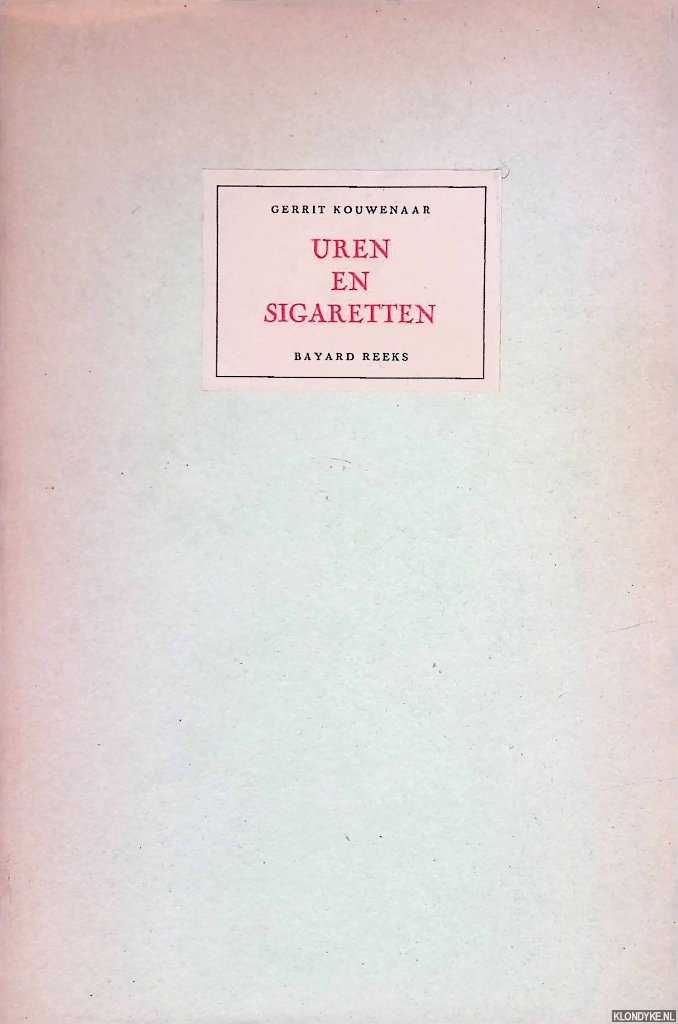 GERRIT KOUWENAAR
UREN
EN
SIGARETTEN
BAYARD REEKS
KLONDYKE.NL